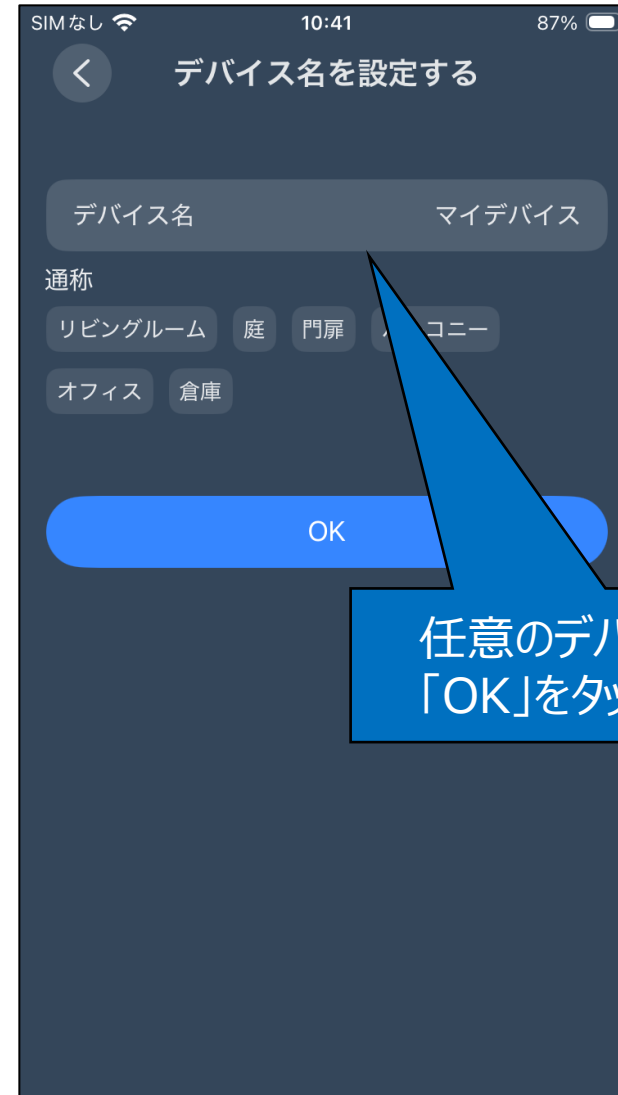 SIMなし 10:41 87%
デバイス名を設定する
デバイス名 マイデバイス
通称
リビングルーム 庭 門扉 コニー
オフィス 倉庫
OK
任意のデバ
「OK」をタッ